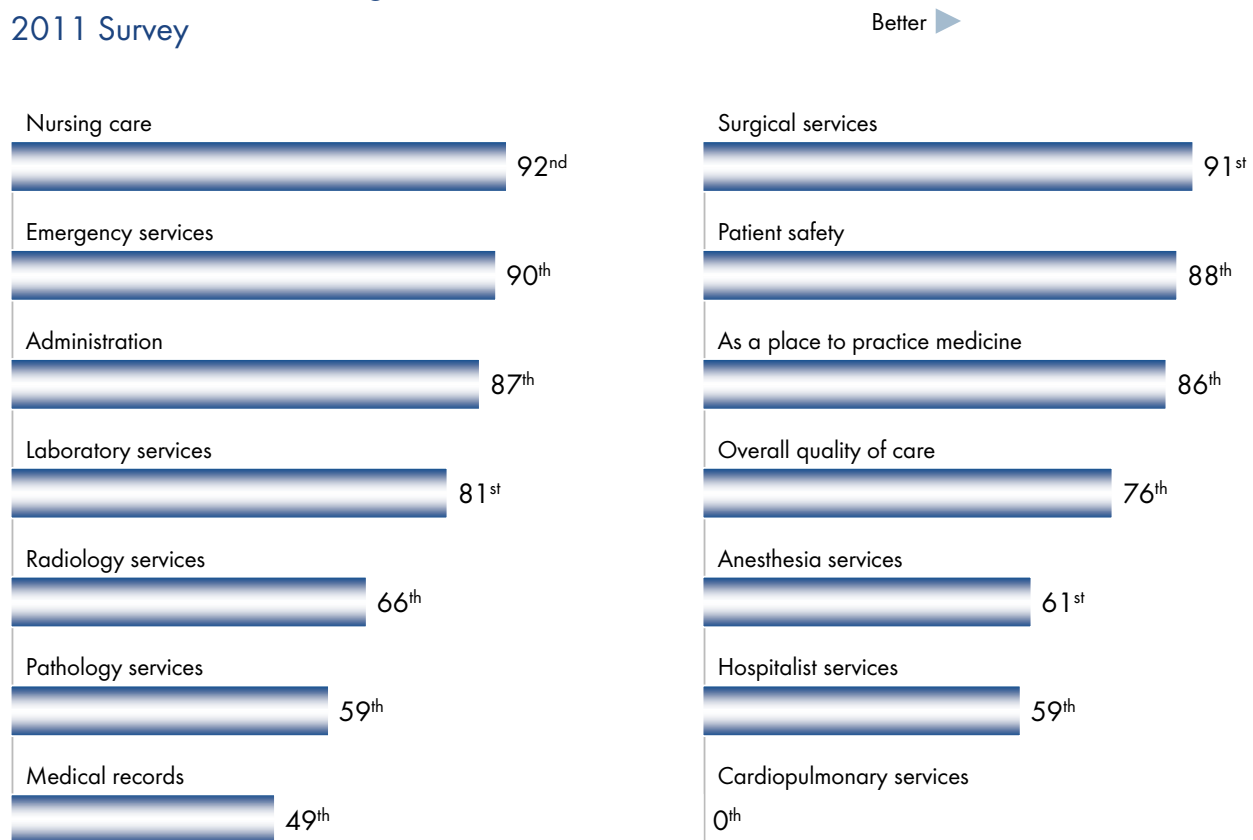 2011 Survey
Better
Nursing care
92nd
Emergency services
90th
Administration
87th
Laboratory services
81st
Radiology services
66th
Pathology services
59th
Medical records
49th
Surgical services
91st
Patient safety
88th
As a place to practice medicine
86th
Overall quality of care
76th
Anesthesia services
61st
Hospitalist services
59th
Cardiopulmonary services
0th